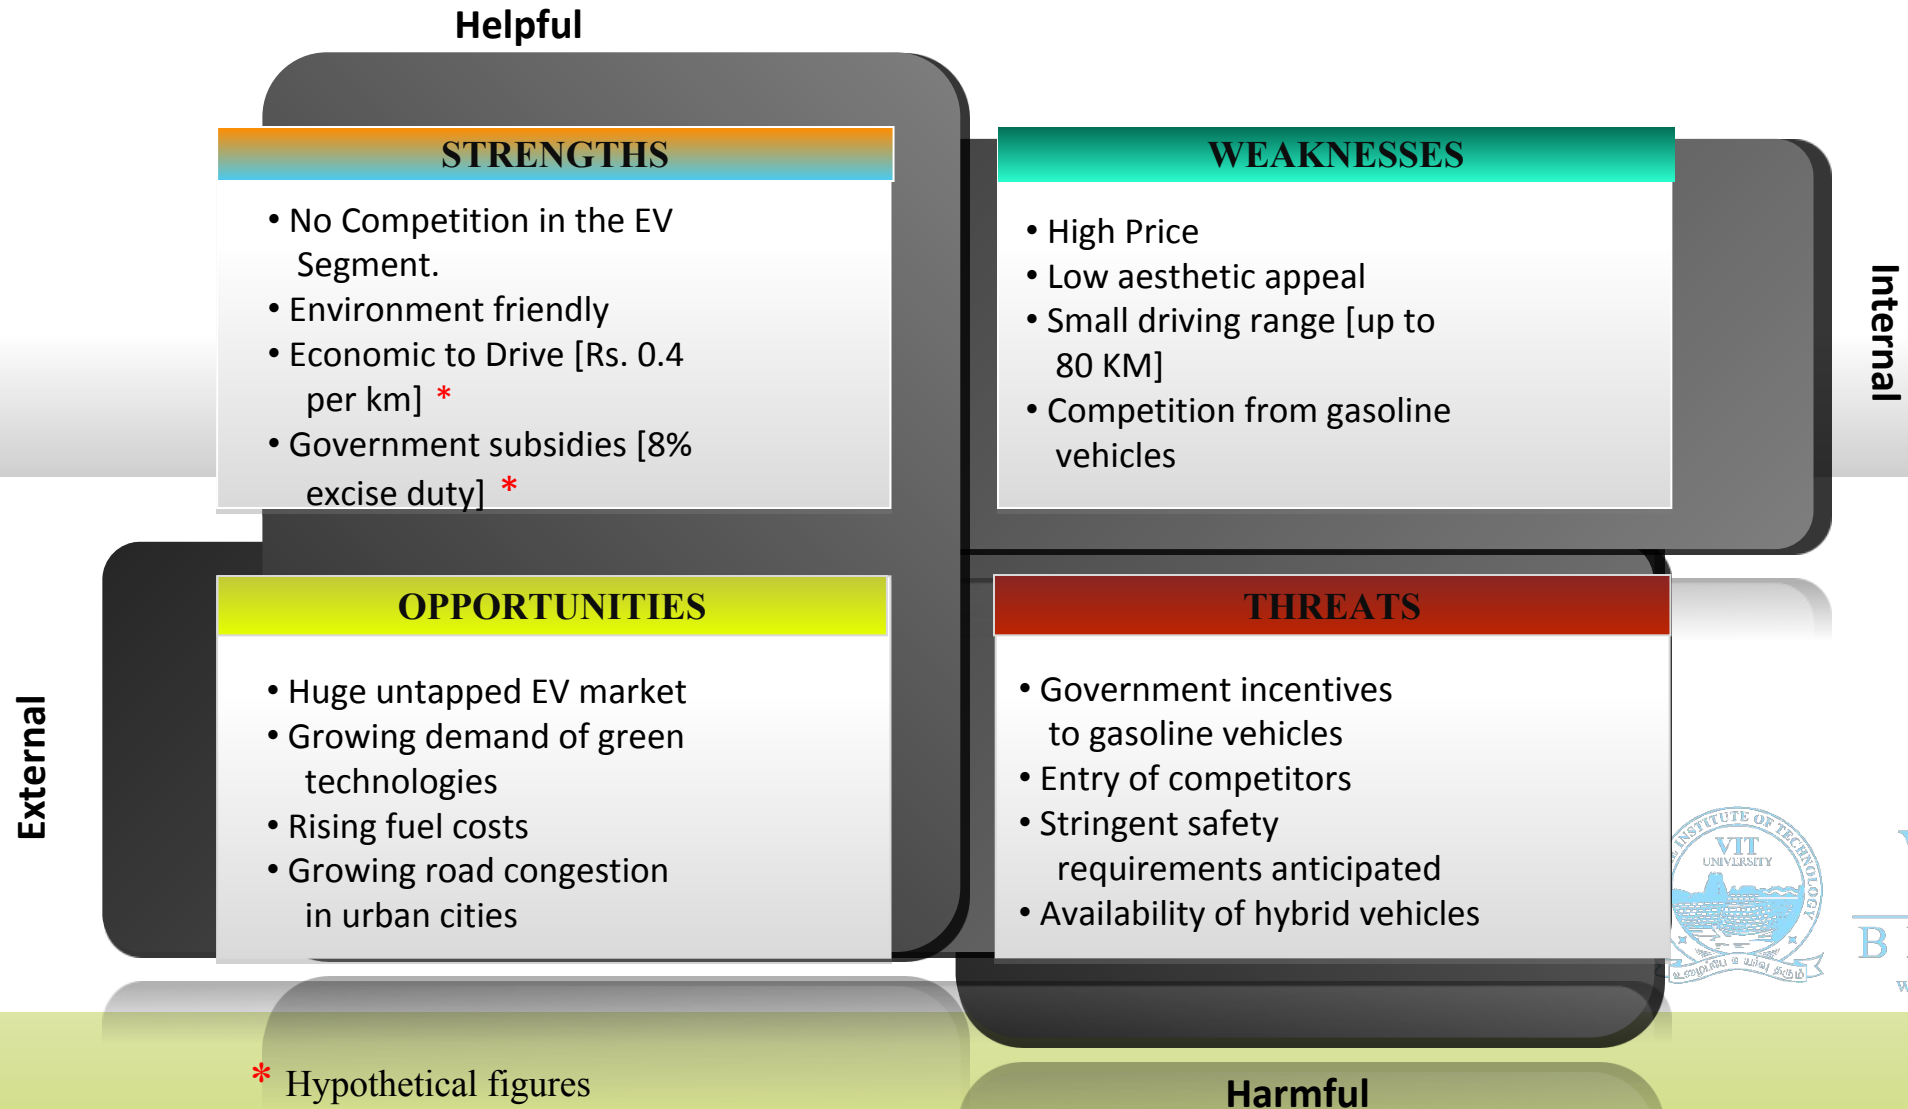 Helpful
STRENGTHS
• No Competition in the EV
Segment.
• Environment friendly
• Economic to Drive [Rs. 0.4
per km] *
• Government subsidies [8%
excise duty] *
WEAKNESSES
• High Price
• Low aesthetic appeal
• Small driving range [up to
80 KM]
• Competition from gasoline
vehicles
Internal
External
OPPORTUNITIES
• Huge untapped EV market
• Growing demand of green
technologies
• Rising fuel costs
• Growing road congestion
in urban cities
THREATS
• Government incentives
to gasoline vehicles
• Entry of competitors
• Stringent safety
requirements anticipated
• Availability of hybrid vehicles
INSTITUTE OF TECHNOLOGY
VIT
UNIVERSITY
B
* Hypothetical figures
Harmful